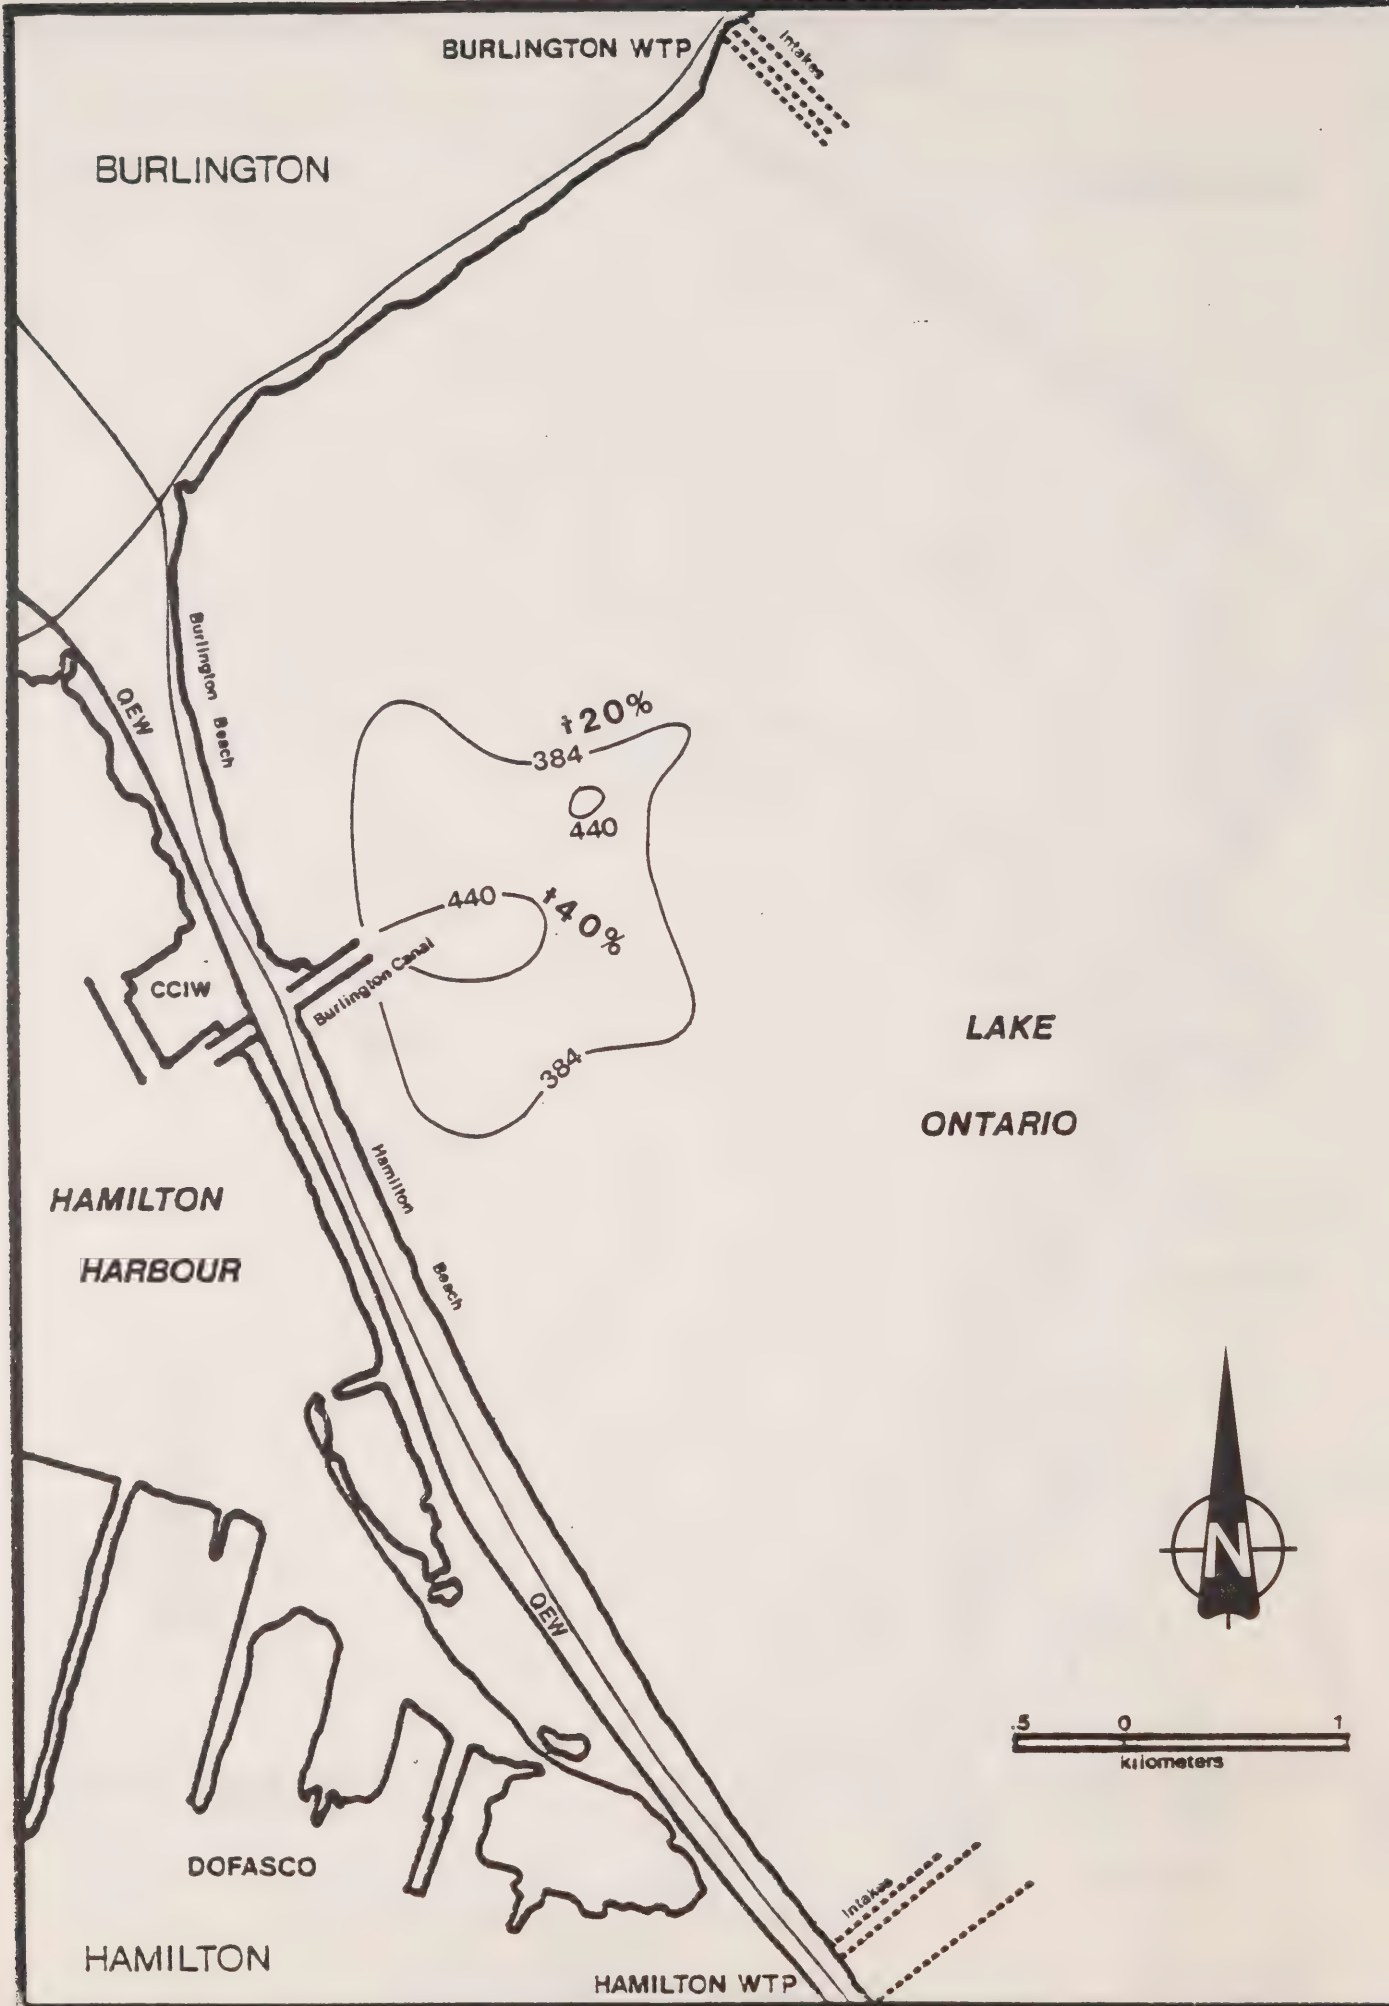 BURLINGTON WTP
Intakes
BURLINGTON
Burlington Beach
QEW
†20%
384
440
440
†40%
Burlington Canal
CCIW
384
LAKE
ONTARIO
Hamilton
Beach
HAMILTON
HARBOUR
N
QEW
.5 0 1
kilometers
DOFASCO
Intakes
HAMILTON
HAMILTON WTP